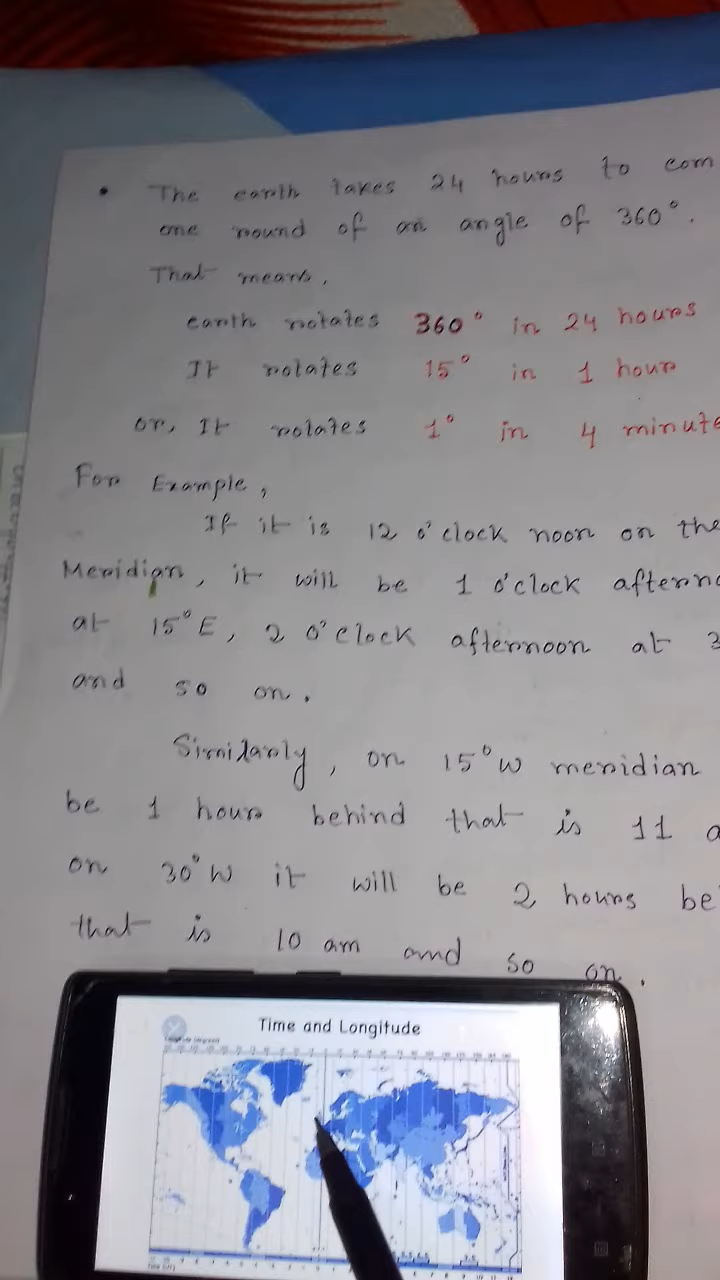 • The earth takes 24 hours to com
one round of an angle of 360°.
That means,
earth rotates 360° in 24 hours
It rotates 15° in 1 hour
or, It rotates 1° in 4 minute
For Example,
If it is 12 o'clock noon on the
Meridian, it will be 1 o'clock afterno
at 15°E, 2 o'clock afternoon at 3
and so on.
Similarly, on 15°W meridian
be 1 hour behind that is 11 a
on 30°W it will be 2 hours be
that is 10 am and so on.
Time and Longitude